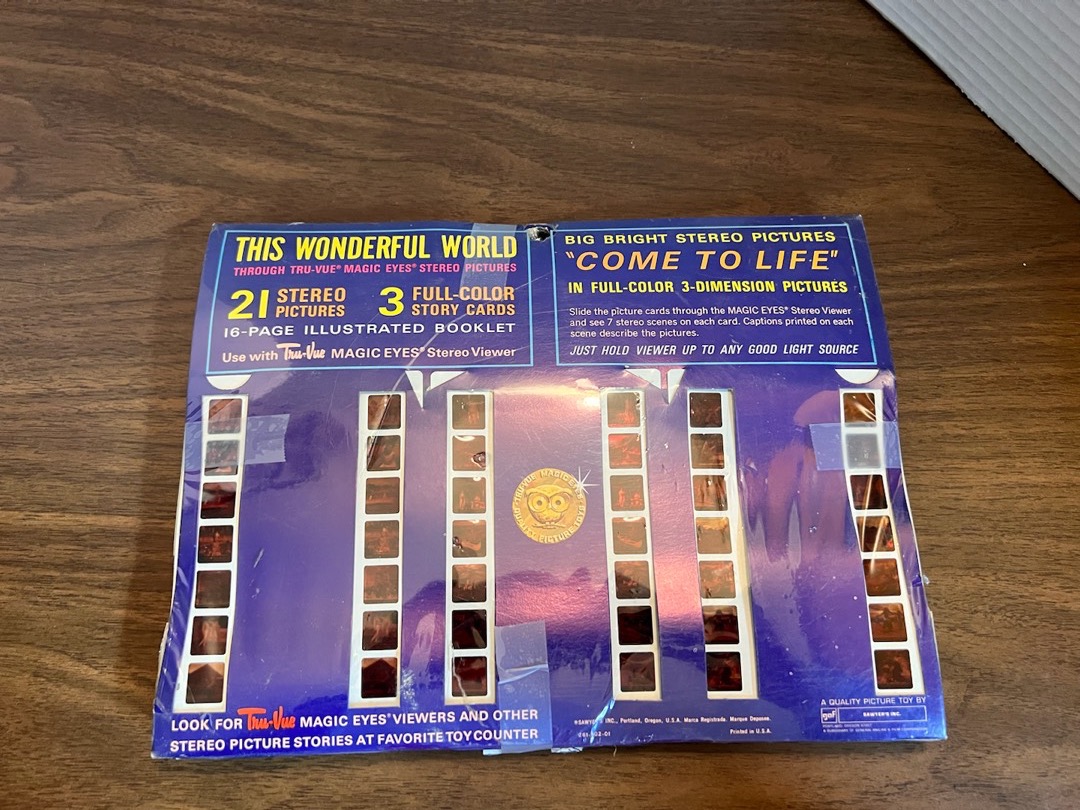 THIS WONDERFUL WORLD
THROUGH TRU-VUE® MAGIC EYES® STEREO PICTURES
21 STEREO PICTURES
3 FULL-COLOR STORY CARDS
16-PAGE ILLUSTRATED BOOKLET
Use with Tru-Vue MAGIC EYES® Stereo Viewer
BIG BRIGHT STEREO PICTURES
"COME TO LIFE"
IN FULL-COLOR 3-DIMENSION PICTURES
Slide the picture cards through the MAGIC EYES® Stereo Viewer
and see 7 stereo scenes on each card. Captions printed on each
scene describe the pictures.
JUST HOLD VIEWER UP TO ANY GOOD LIGHT SOURCE
LOOK FOR Tru-Vue MAGIC EYES® VIEWERS AND OTHER
STEREO PICTURE STORIES AT FAVORITE TOY COUNTER
®SAWYER'S INC., Portland, Oregon, U.S.A. Marca Registrada. Marque Deposee.
Printed in U.S.A.
A QUALITY PICTURE TOY BY
gaf SAWYER'S INC.